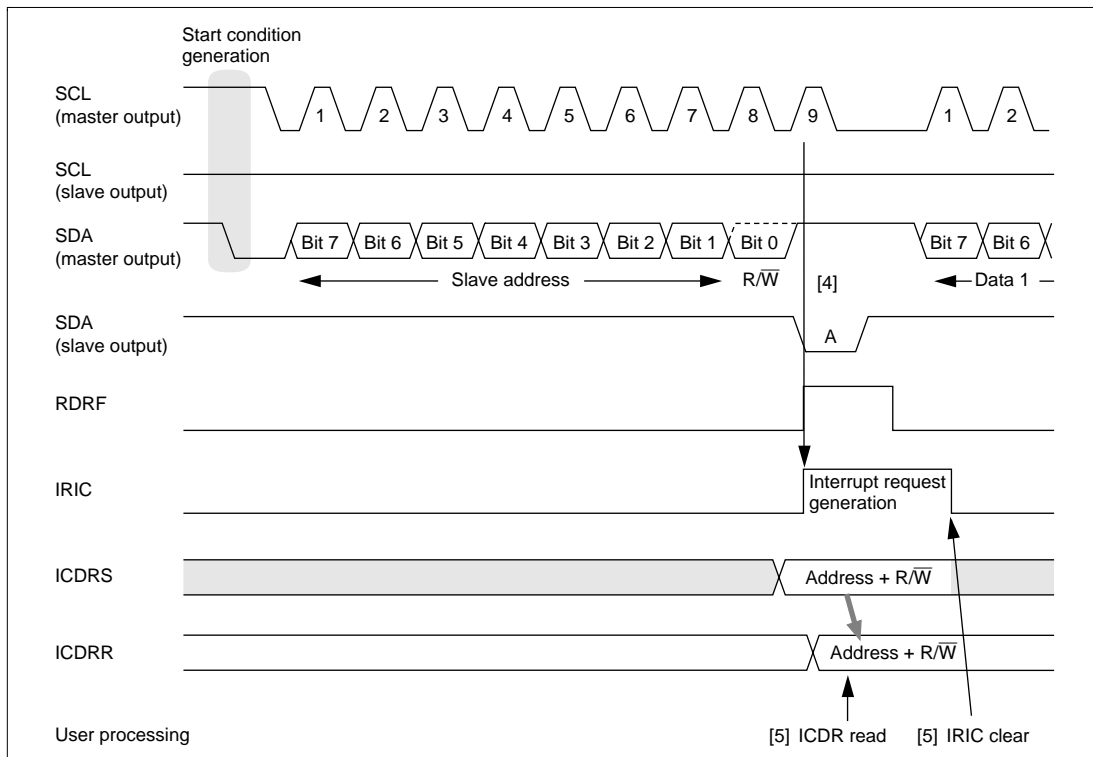 Start condition
generation
SCL
(master output)
1 2 3 4 5 6 7 8 9 1 2
SCL
(slave output)
SDA
(master output)
Bit 7 Bit 6 Bit 5 Bit 4 Bit 3 Bit 2 Bit 1 Bit 0 Bit 7 Bit 6
Slave address R/W̅ [4] Data 1
SDA
(slave output)
A
RDRF
IRIC
Interrupt request
generation
ICDRS
Address + R/W̅
ICDRR
Address + R/W̅
User processing [5] ICDR read [5] IRIC clear